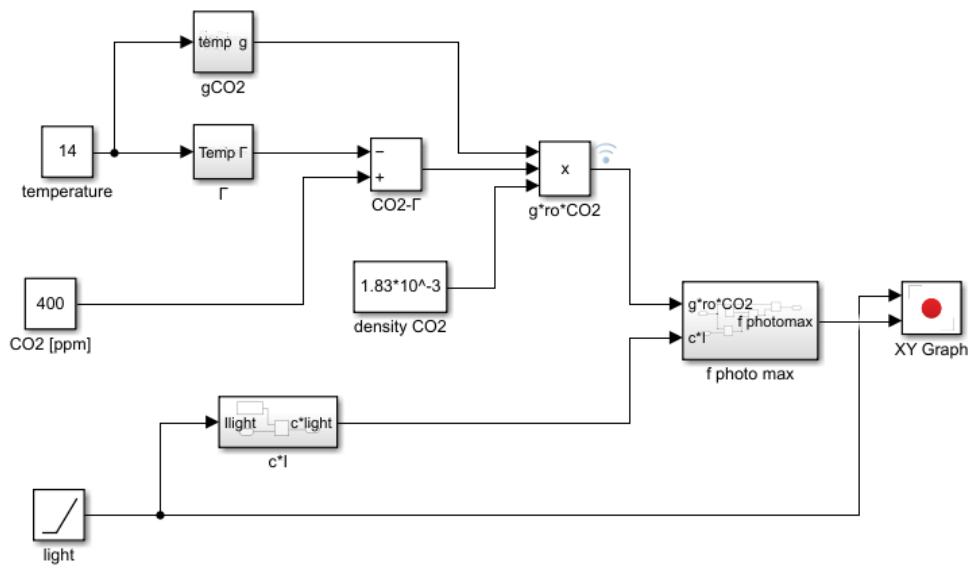 temp g
gCO2
14
temperature
Temp Γ
Γ
−
+
CO2-Γ
x
g*ro*CO2
1.83*10^-3
density CO2
400
CO2 [ppm]
g*ro*CO2
f photomax
c*I
f photo max
XY Graph
Ilight
c*light
c*I
light